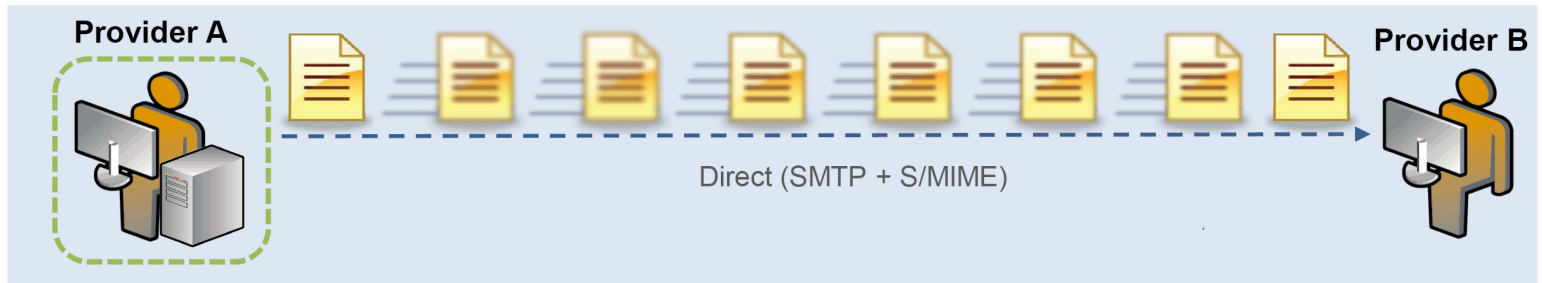 Provider A
Provider B
Direct (SMTP + S/MIME)